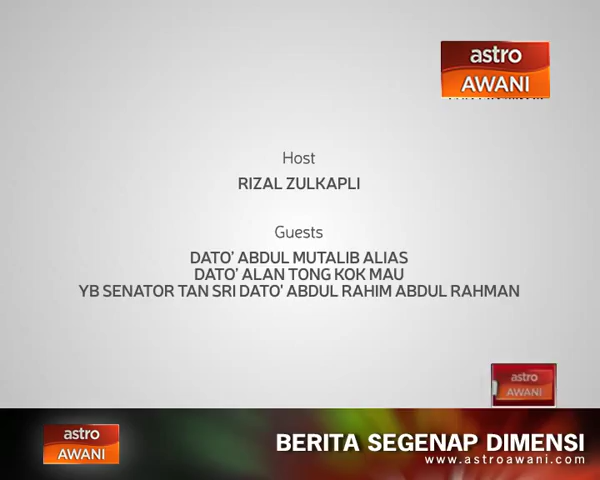 astro
AWANI
Host
RIZAL ZULKAPLI
Guests
DATO' ABDUL MUTALIB ALIAS
DATO' ALAN TONG KOK MAU
YB SENATOR TAN SRI DATO' ABDUL RAHIM ABDUL RAHMAN
astro
AWANI
astro
AWANI
BERITA SEGENAP DIMENSI
www.astroawani.com